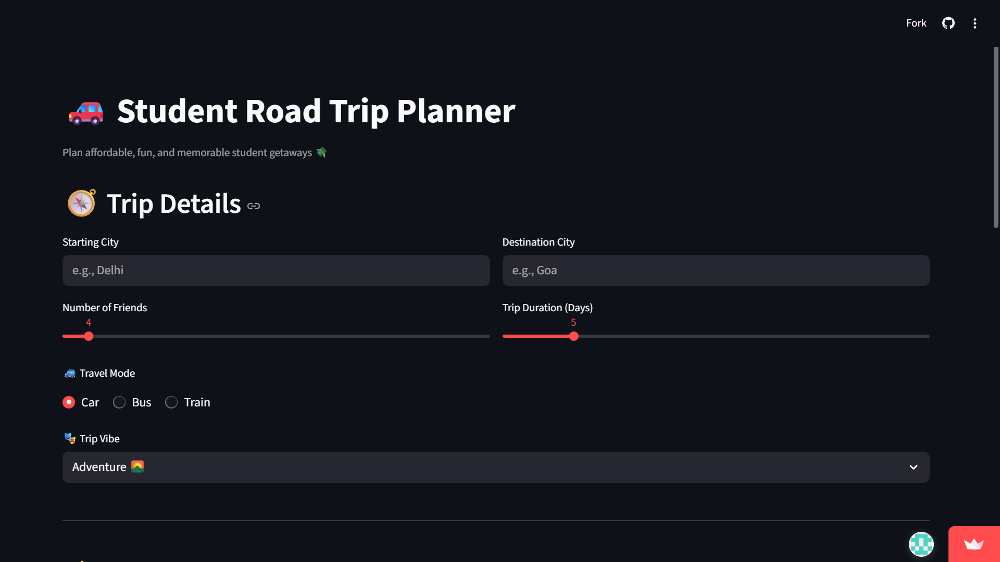 Fork
Student Road Trip Planner
Plan affordable, fun, and memorable student getaways
Trip Details
Starting City
Destination City
e.g., Delhi
e.g., Goa
Number of Friends
Trip Duration (Days)
4
5
Travel Mode
Car
Bus
Train
Trip Vibe
Adventure